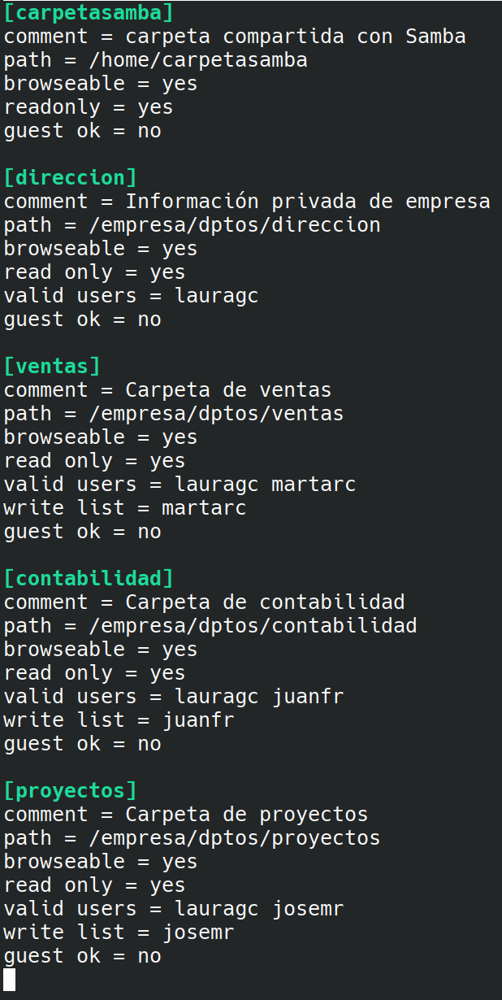 [carpetasamba]
comment = carpeta compartida con Samba
path = /home/carpetasamba
browseable = yes
readonly = yes
guest ok = no
[direccion]
comment = Información privada de empresa
path = /empresa/dptos/direccion
browseable = yes
read only = yes
valid users = lauragc
guest ok = no
[ventas]
comment = Carpeta de ventas
path = /empresa/dptos/ventas
browseable = yes
read only = yes
valid users = lauragc martarc
write list = martarc
guest ok = no
[contabilidad]
comment = Carpeta de contabilidad
path = /empresa/dptos/contabilidad
browseable = yes
read only = yes
valid users = lauragc juanfr
write list = juanfr
guest ok = no
[proyectos]
comment = Carpeta de proyectos
path = /empresa/dptos/proyectos
browseable = yes
read only = yes
valid users = lauragc josemr
write list = josemr
guest ok = no